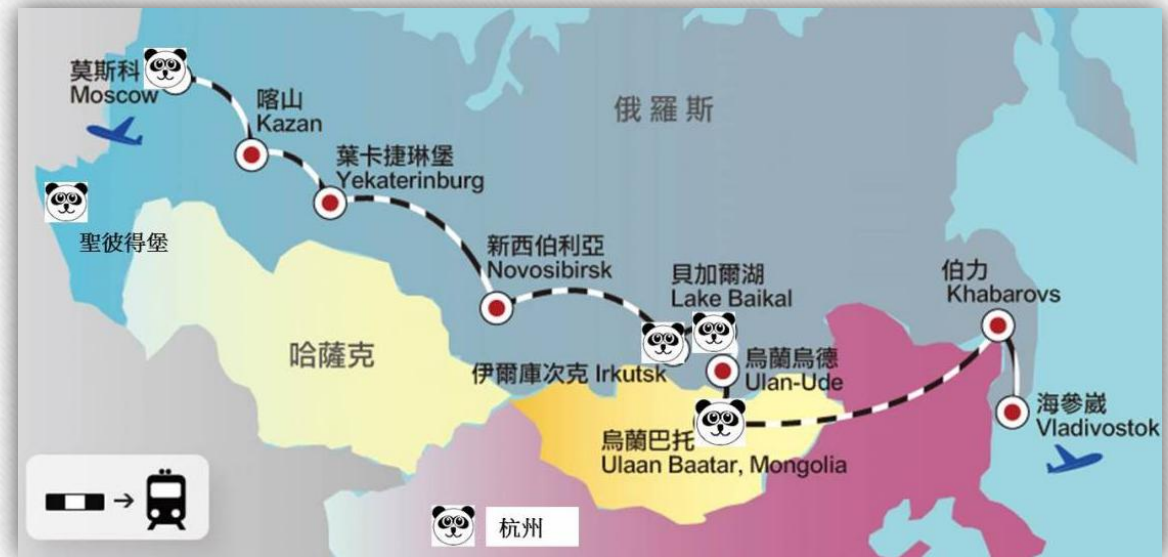 莫斯科
Moscow
喀山
Kazan
葉卡捷琳堡
Yekaterinburg
俄羅斯
聖彼得堡
新西伯利亞
Novosibirsk
貝加爾湖
Lake Baikal
伯力
Khabarovs
哈薩克
伊爾庫次克 Irkutsk
烏蘭烏德
Ulan-Ude
海參崴
Vladivostok
烏蘭巴托
Ulaan Baatar, Mongolia
杭州